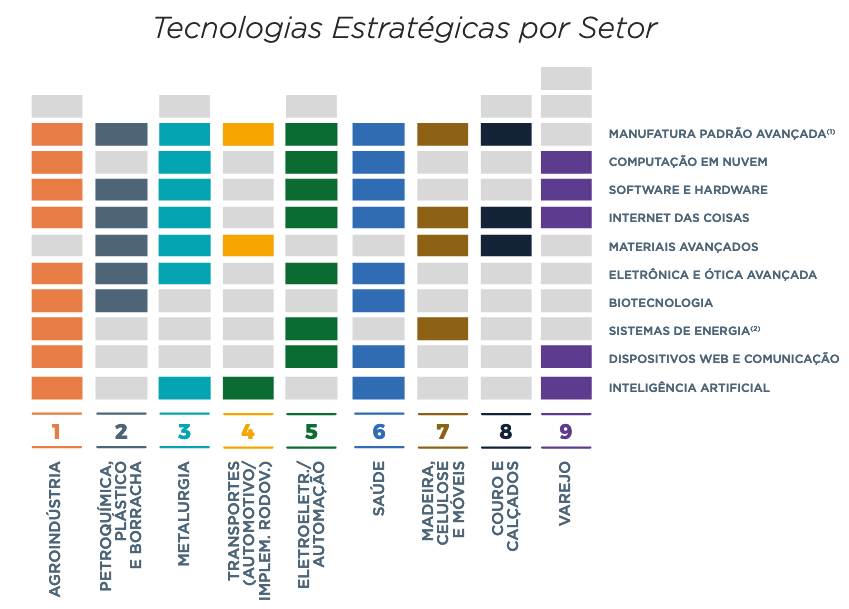 Tecnologias Estratégicas por Setor
MANUFATURA PADRÃO AVANÇADA(1)
COMPUTAÇÃO EM NUVEM
SOFTWARE E HARDWARE
INTERNET DAS COISAS
MATERIAIS AVANÇADOS
ELETRÔNICA E ÓTICA AVANÇADA
BIOTECNOLOGIA
SISTEMAS DE ENERGIA(2)
DISPOSITIVOS WEB E COMUNICAÇÃO
INTELIGÊNCIA ARTIFICIAL
1
2
3
4
5
6
7
8
9
AGROINDÚSTRIA
PETROQUÍMICA,
PLÁSTICO
E BORRACHA
METALURGIA
TRANSPORTES
(AUTOMOTIVO/
IMPLEM. RODOV.)
ELETROELETR./
AUTOMAÇÃO
SAÚDE
MADEIRA,
CELULOSE
E MÓVEIS
COURO E
CALÇADOS
VAREJO